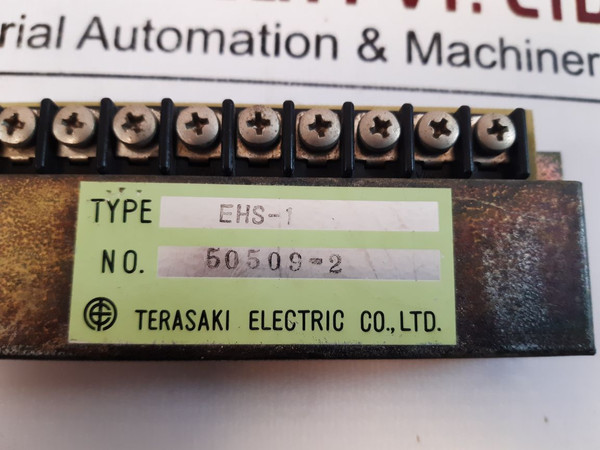 rial Automation & Machiner
TYPE EHS-1
NO. 50509-2
TERASAKI ELECTRIC CO., LTD.